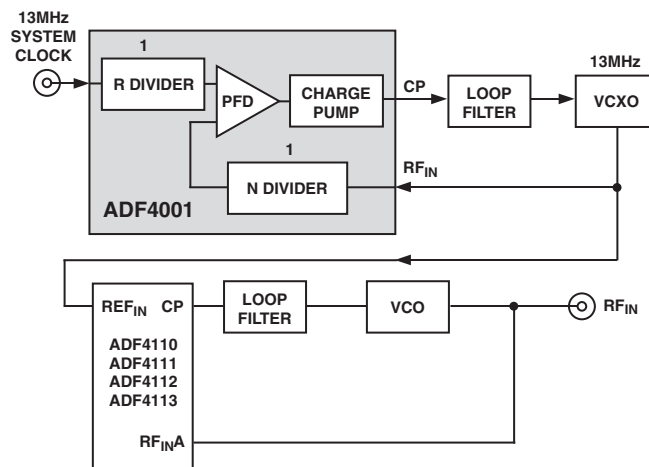 13MHz
SYSTEM
CLOCK
1
R DIVIDER
PFD
CHARGE
PUMP
CP
LOOP
FILTER
13MHz
VCXO
1
N DIVIDER
RFIN
ADF4001
REFIN CP
LOOP
FILTER
VCO
RFIN
ADF4110
ADF4111
ADF4112
ADF4113
RFINA